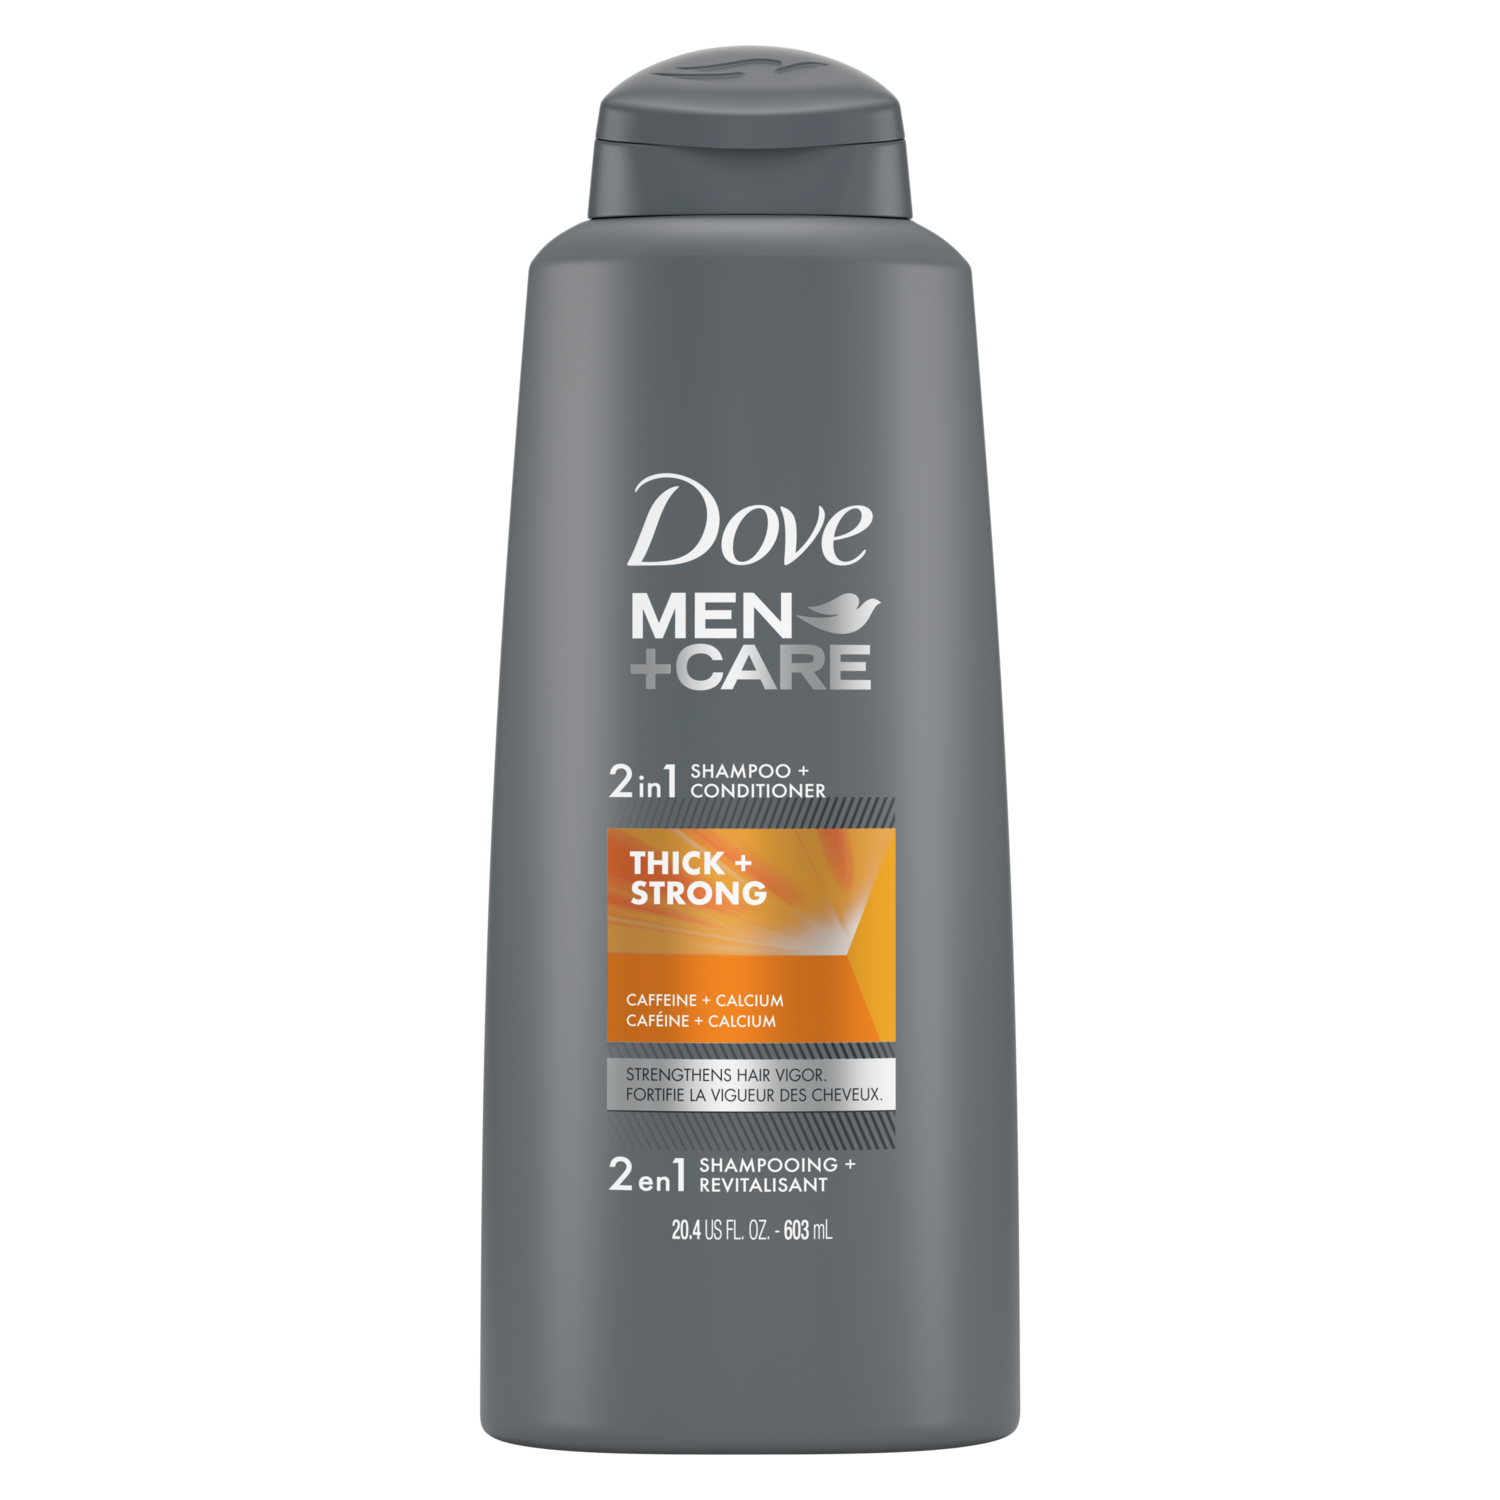 Dove
MEN
+CARE
2in1 SHAMPOO +
CONDITIONER
THICK +
STRONG
CAFFEINE + CALCIUM
CAFÉINE + CALCIUM
STRENGTHENS HAIR VIGOR.
FORTIFIE LA VIGUEUR DES CHEVEUX.
2en1 SHAMPOOING +
REVITALISANT
20.4 US FL. OZ. - 603 mL